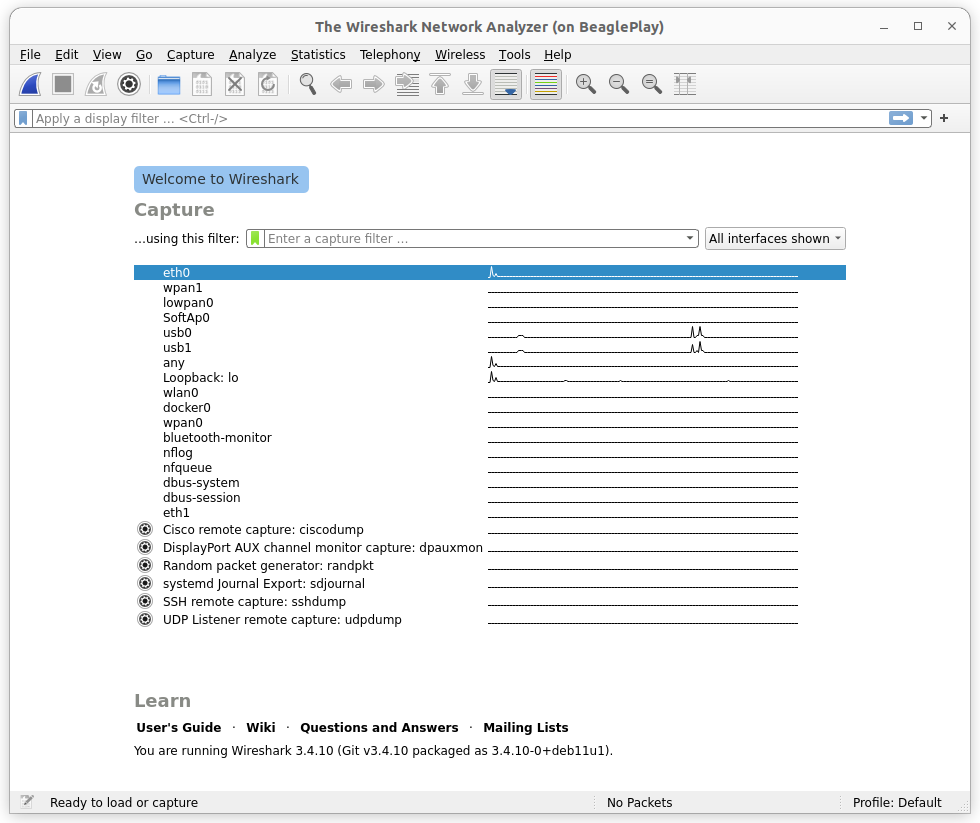 The Wireshark Network Analyzer (on BeaglePlay)
File Edit View Go Capture Analyze Statistics Telephony Wireless Tools Help
Apply a display filter ... <Ctrl-/>
Welcome to Wireshark
Capture
...using this filter: Enter a capture filter ... All interfaces shown
eth0
wpan1
lowpan0
SoftAp0
usb0
usb1
any
Loopback: lo
wlan0
docker0
wpan0
bluetooth-monitor
nflog
nfqueue
dbus-system
dbus-session
eth1
Cisco remote capture: ciscodump
DisplayPort AUX channel monitor capture: dpauxmon
Random packet generator: randpkt
systemd Journal Export: sdjournal
SSH remote capture: sshdump
UDP Listener remote capture: udpdump
Learn
User's Guide · Wiki · Questions and Answers · Mailing Lists
You are running Wireshark 3.4.10 (Git v3.4.10 packaged as 3.4.10-0+deb11u1).
Ready to load or capture No Packets Profile: Default